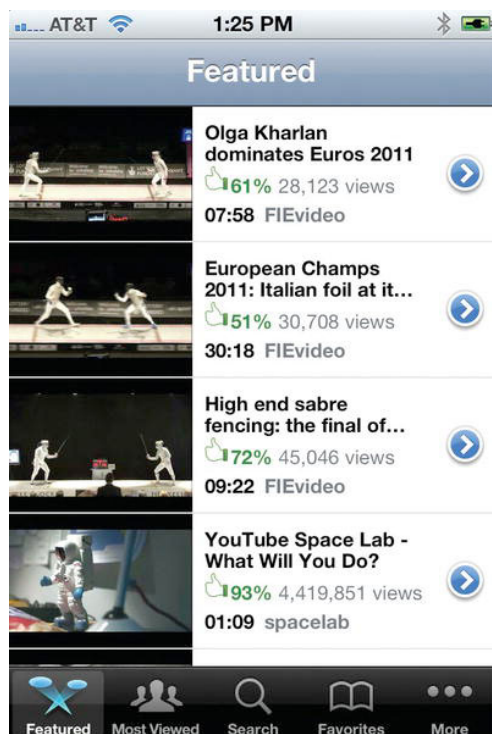 AT&T 1:25 PM
Featured
Olga Kharlan
dominates Euros 2011
61% 28,123 views
07:58 FIEvideo
European Champs
2011: Italian foil at it...
51% 30,708 views
30:18 FIEvideo
High end sabre
fencing: the final of...
72% 45,046 views
09:22 FIEvideo
YouTube Space Lab -
What Will You Do?
93% 4,419,851 views
01:09 spacelab
Featured Most Viewed Search Favorites More